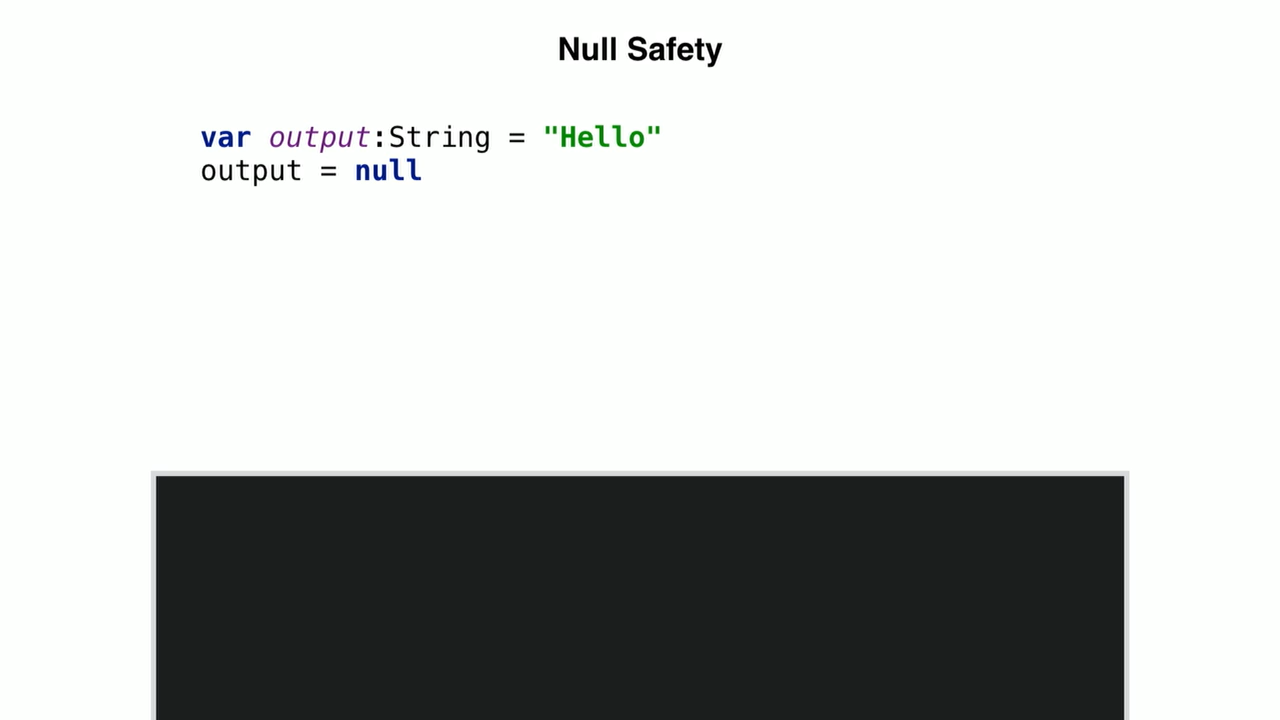 Null Safety
var output:String = "Hello"
output = null